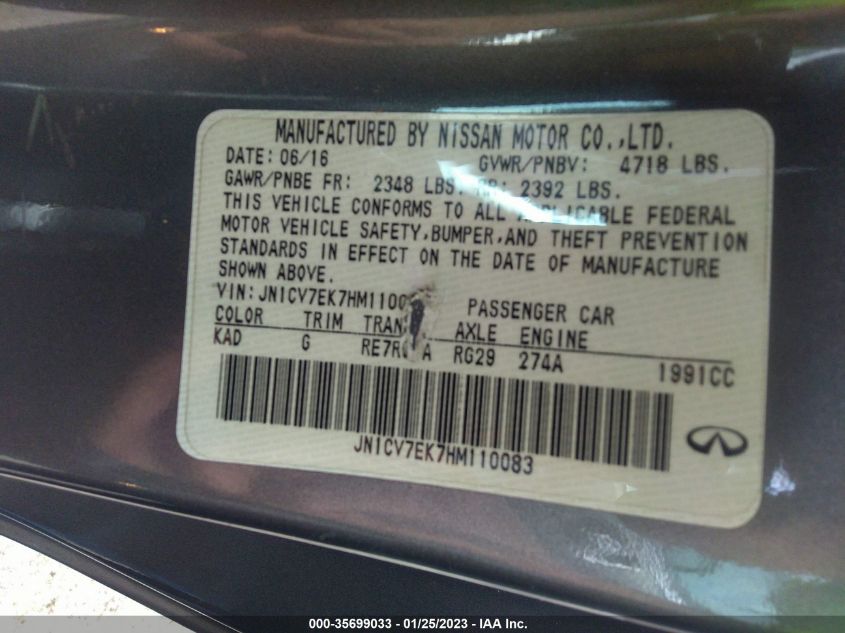 MANUFACTURED BY NISSAN MOTOR CO.,LTD.
DATE: 06/16 GVWR/PNBV: 4718 LBS.
GAWR/PNBE FR: 2348 LBS. RR: 2392 LBS.
THIS VEHICLE CONFORMS TO ALL APPLICABLE FEDERAL
MOTOR VEHICLE SAFETY,BUMPER,AND THEFT PREVENTION
STANDARDS IN EFFECT ON THE DATE OF MANUFACTURE
SHOWN ABOVE.
VIN: PASSENGER CAR
COLOR TRIM AXLE ENGINE
KAD G RG29 274A 1991CC
JN1CV7EK7HM110083
000-35699033 - 01/25/2023 - IAA Inc.